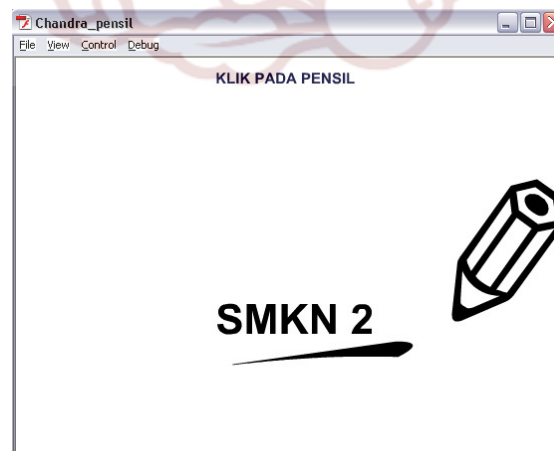 Chandra_pensil
File View Control Debug
KLIK PADA PENSIL
SMKN 2